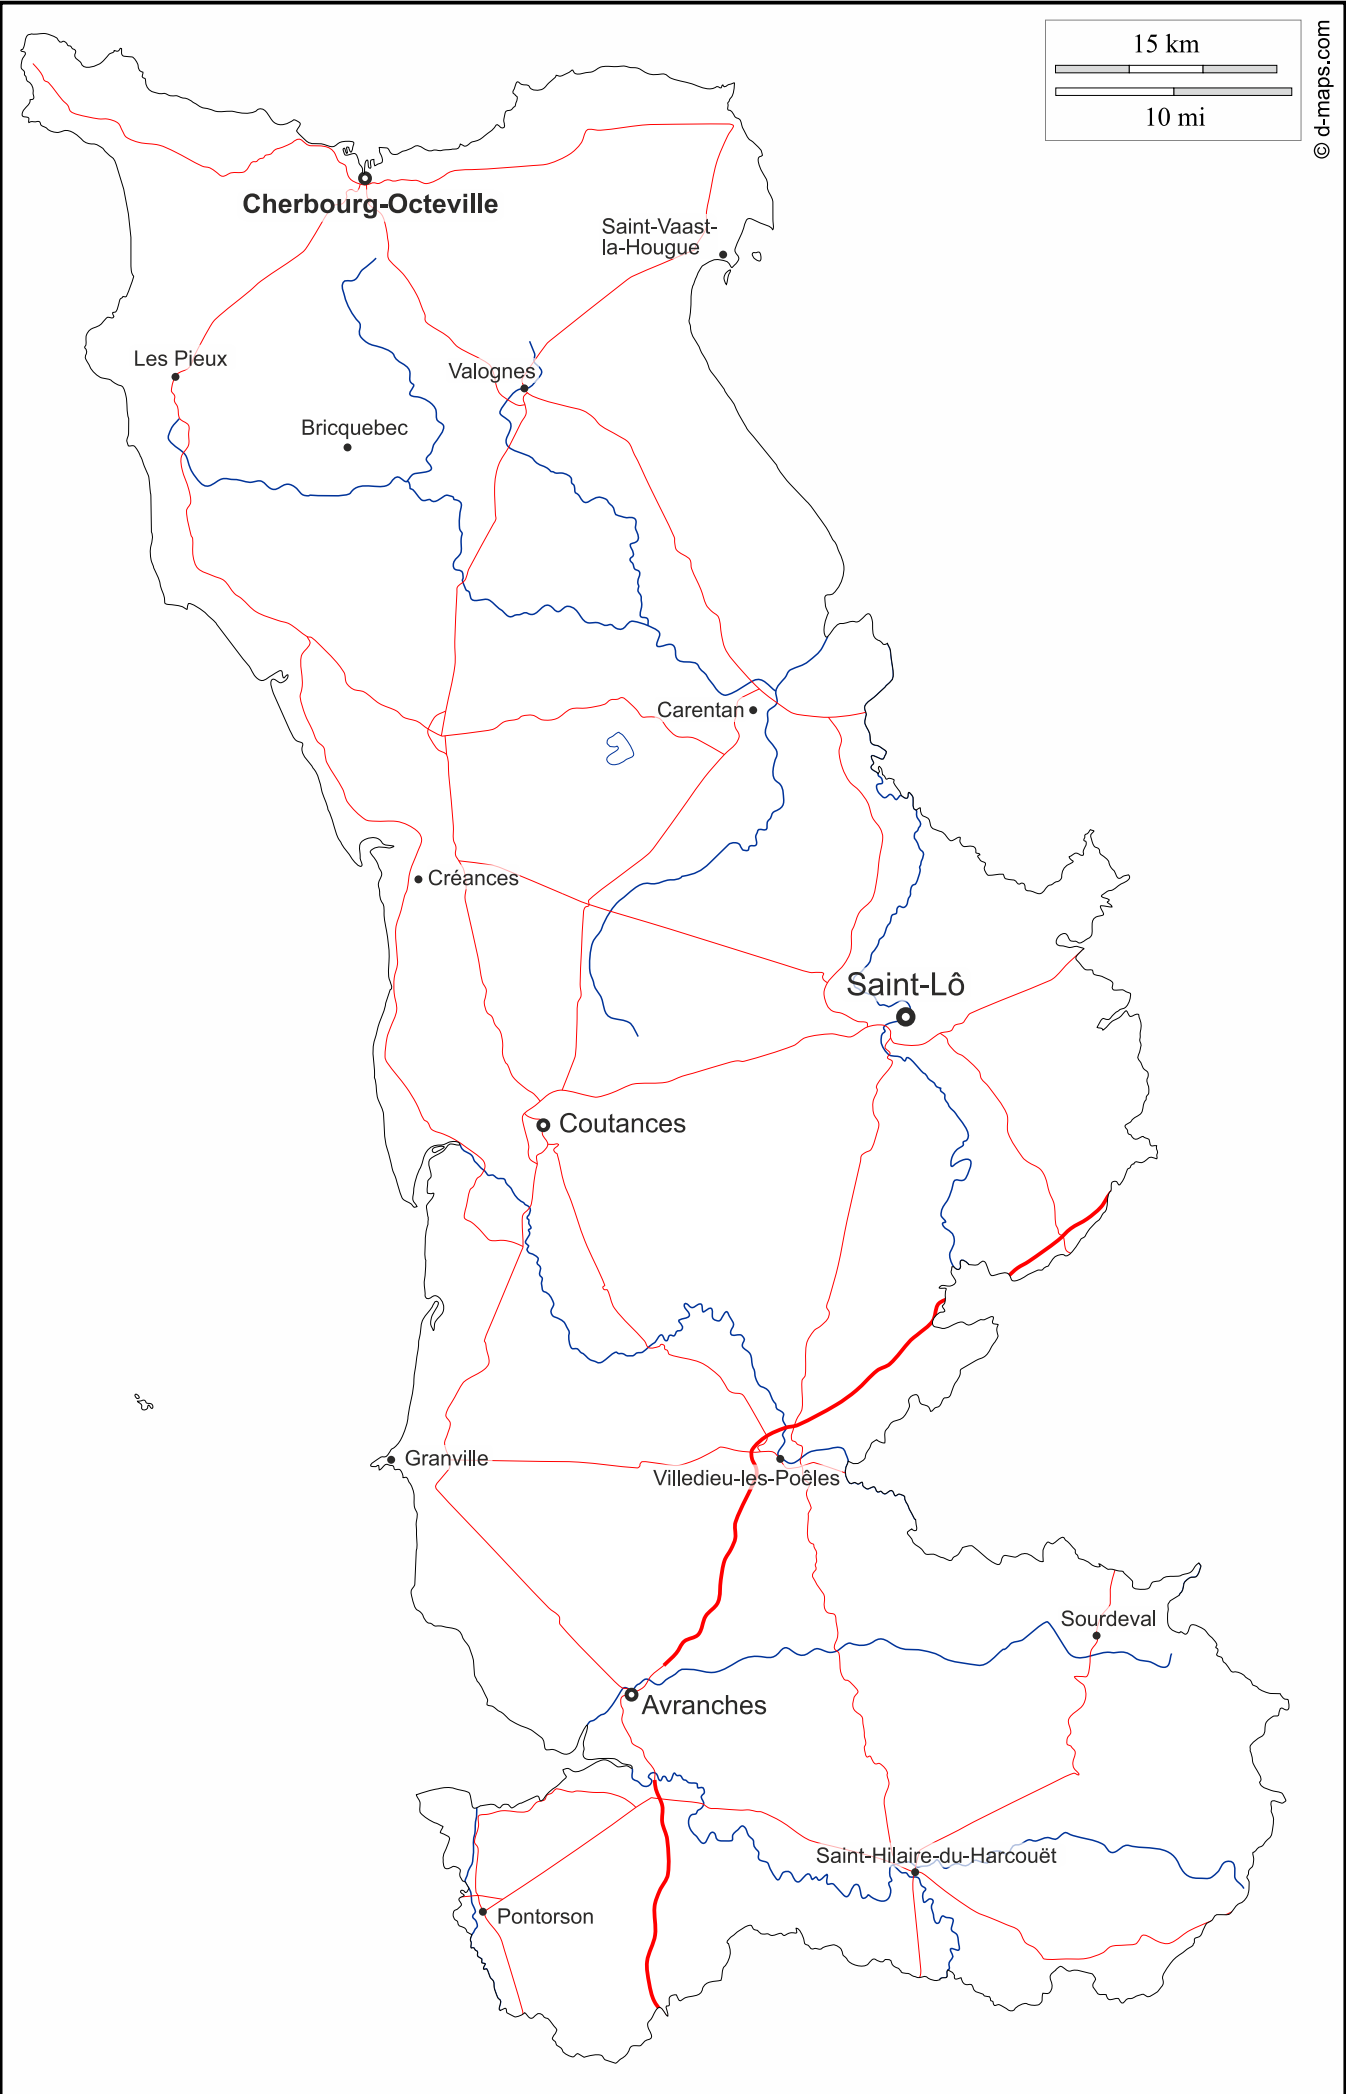 15 km
10 mi
© d-maps.com
Cherbourg-Octeville
Saint-Vaast-
la-Hougue
Les Pieux
Valognes
Bricquebec
Carentan
Créances
Saint-Lô
Coutances
Granville
Villedieu-les-Poêles
Sourdeval
Avranches
Saint-Hilaire-du-Harcouët
Pontorson